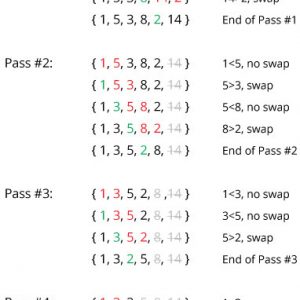 { 1, 5, 3, 8, 2, 14 } End of Pass #1
Pass #2: { 1, 5, 3, 8, 2, 14 } 1<5, no swap
{ 1, 5, 3, 8, 2, 14 } 5>3, swap
{ 1, 3, 5, 8, 2, 14 } 5<8, no swap
{ 1, 3, 5, 8, 2, 14 } 8>2, swap
{ 1, 3, 5, 2, 8, 14 } End of Pass #2
Pass #3: { 1, 3, 5, 2, 8 ,14 } 1<3, no swap
{ 1, 3, 5, 2, 8, 14 } 3<5, no swap
{ 1, 3, 5, 2, 8, 14 } 5>2, swap
{ 1, 3, 2, 5, 8, 14 } End of Pass #3